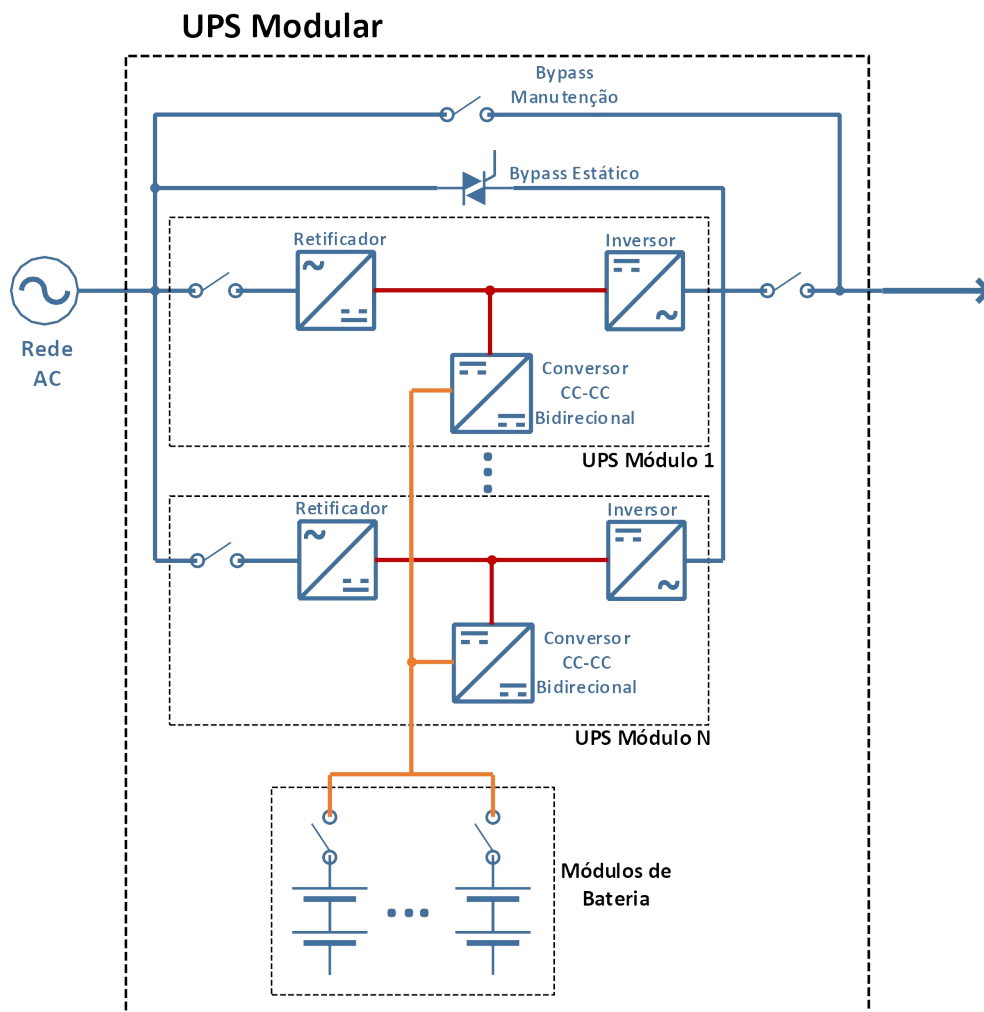 UPS Modular
Bypass
Manutenção
Bypass Estático
Retificador
Inversor
Rede
AC
Conversor
CC-CC
Bidirecional
UPS Módulo 1
Retificador
Inversor
Conversor
CC-CC
Bidirecional
UPS Módulo N
Módulos de
Bateria